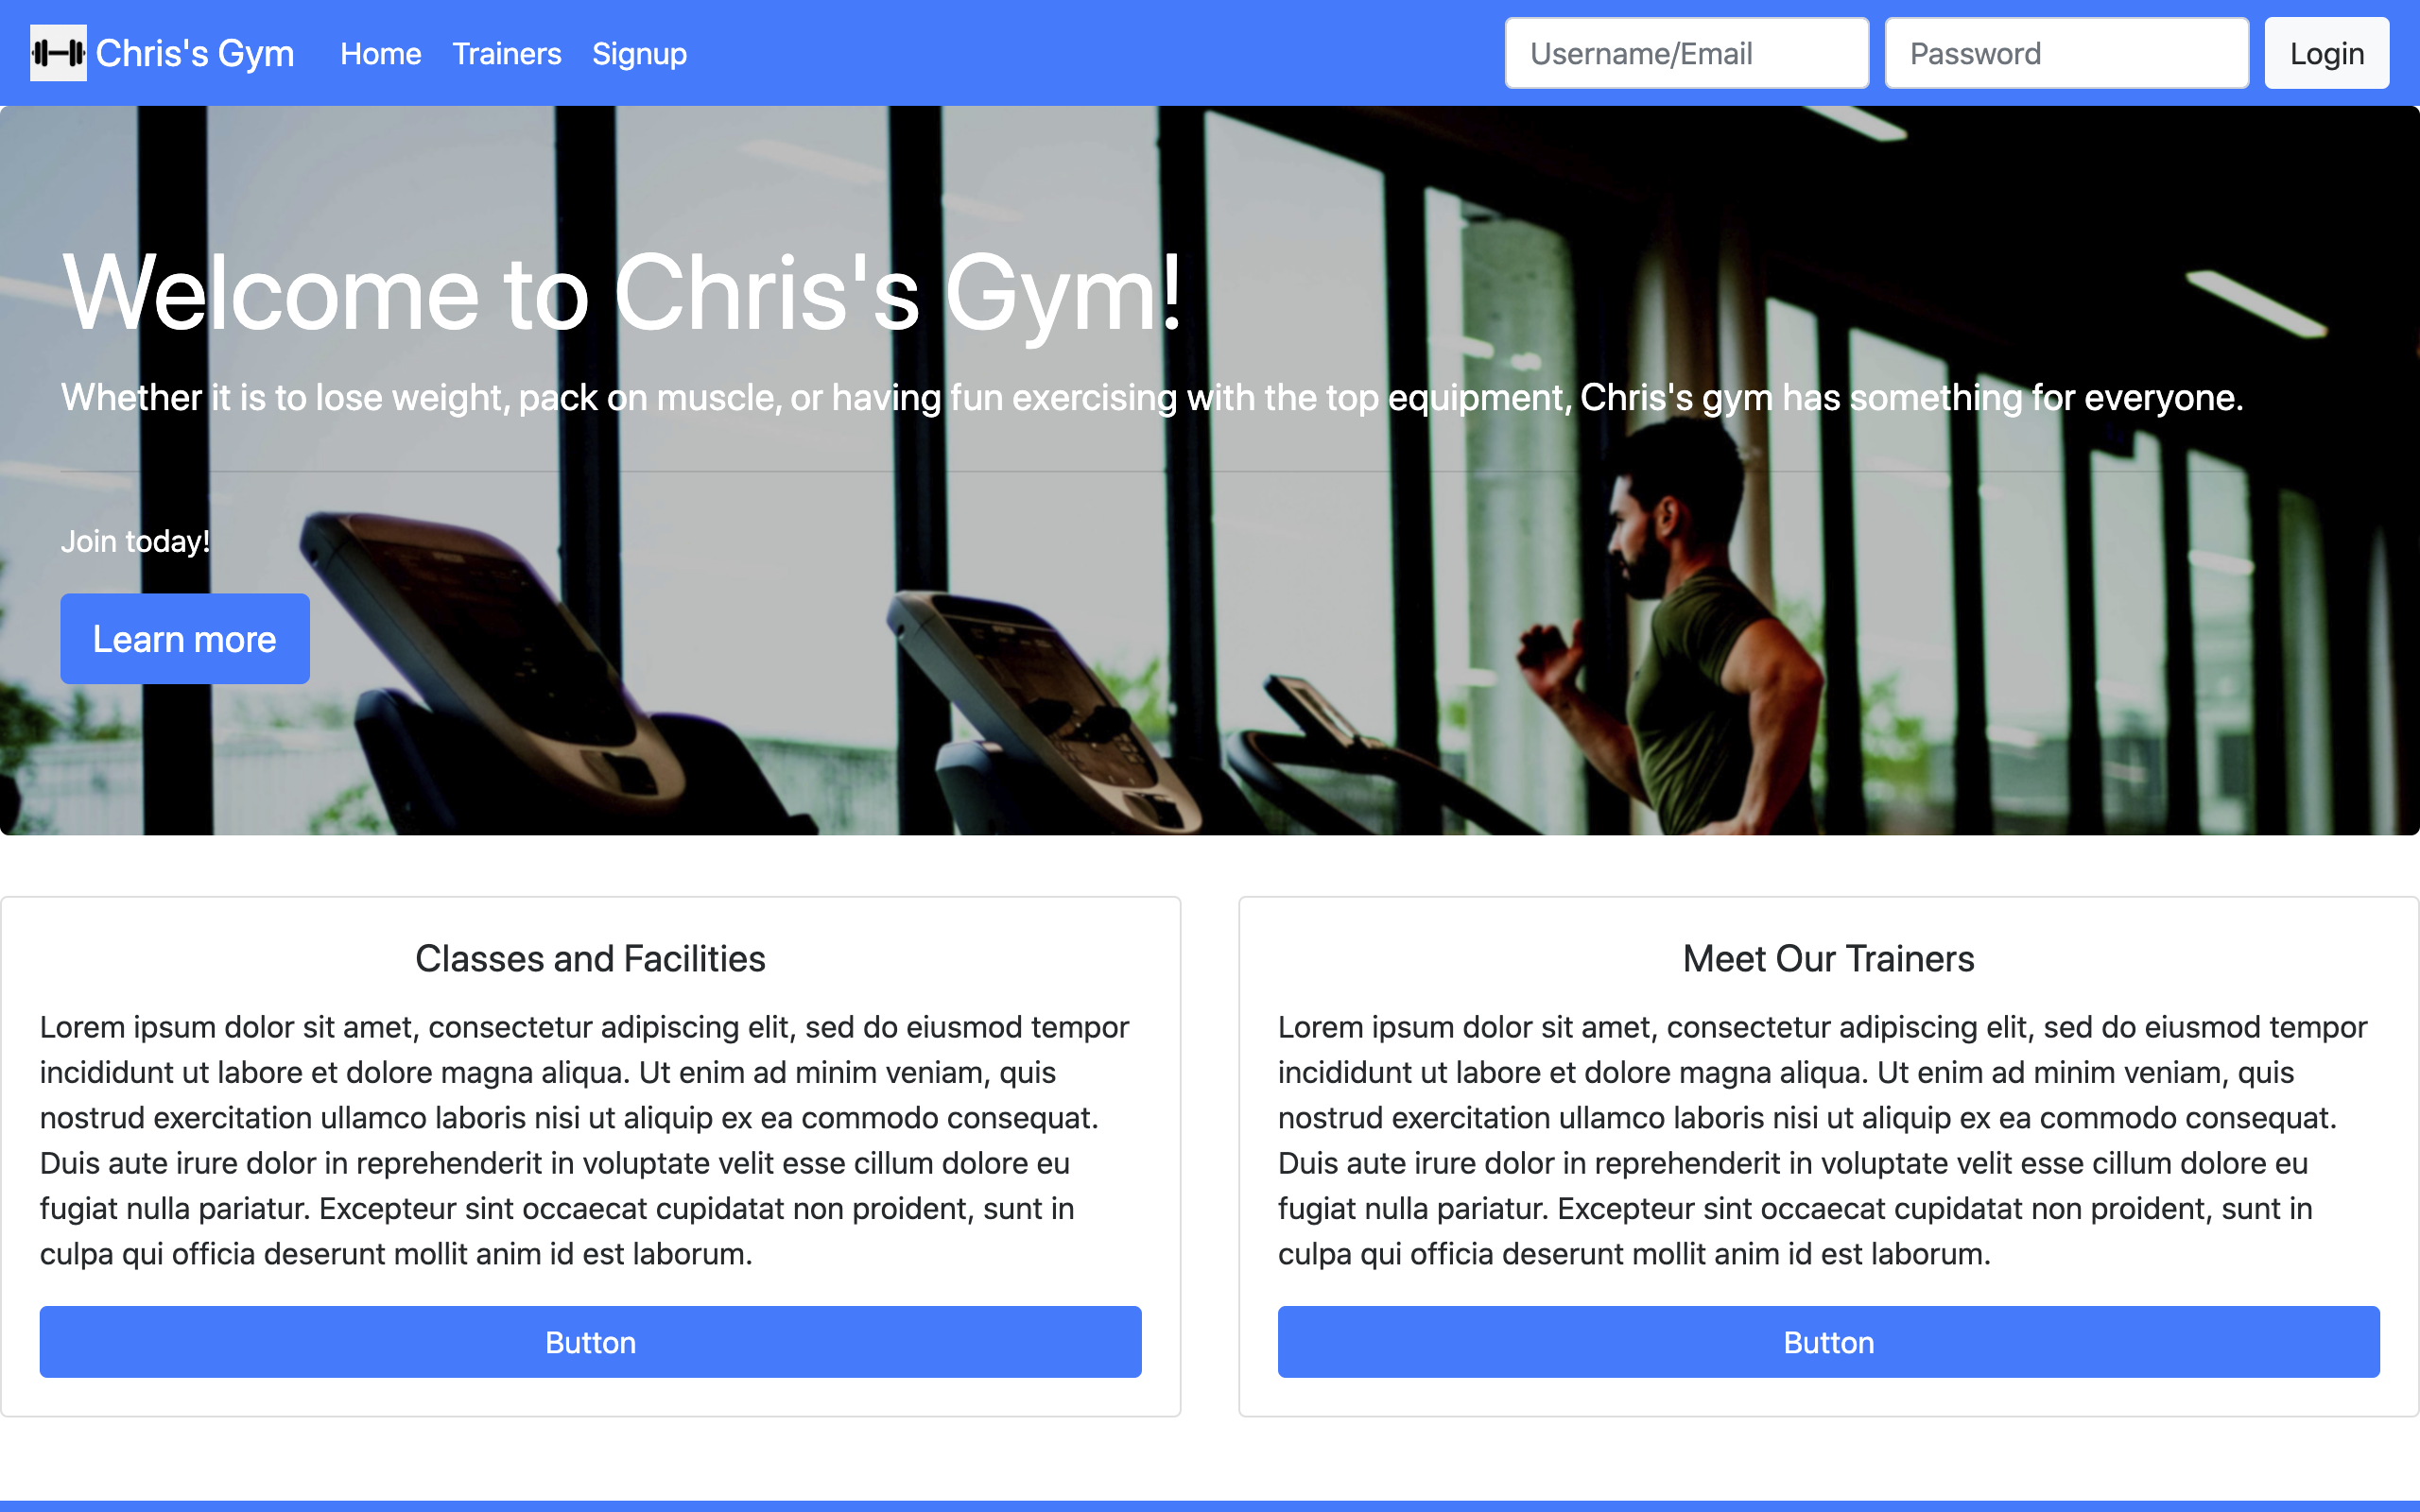 Chris's Gym Home Trainers Signup Username/Email Password Login
Welcome to Chris's Gym!
Whether it is to lose weight, pack on muscle, or having fun exercising with the top equipment, Chris's gym has something for everyone.
Join today!
Learn more
Classes and Facilities
Lorem ipsum dolor sit amet, consectetur adipiscing elit, sed do eiusmod tempor
incididunt ut labore et dolore magna aliqua. Ut enim ad minim veniam, quis
nostrud exercitation ullamco laboris nisi ut aliquip ex ea commodo consequat.
Duis aute irure dolor in reprehenderit in voluptate velit esse cillum dolore eu
fugiat nulla pariatur. Excepteur sint occaecat cupidatat non proident, sunt in
culpa qui officia deserunt mollit anim id est laborum.
Button
Meet Our Trainers
Lorem ipsum dolor sit amet, consectetur adipiscing elit, sed do eiusmod tempor
incididunt ut labore et dolore magna aliqua. Ut enim ad minim veniam, quis
nostrud exercitation ullamco laboris nisi ut aliquip ex ea commodo consequat.
Duis aute irure dolor in reprehenderit in voluptate velit esse cillum dolore eu
fugiat nulla pariatur. Excepteur sint occaecat cupidatat non proident, sunt in
culpa qui officia deserunt mollit anim id est laborum.
Button